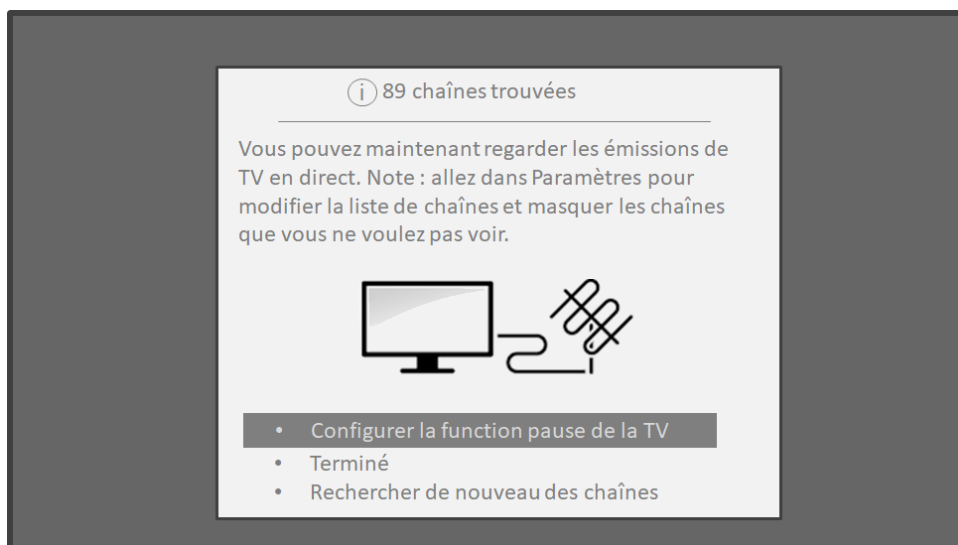 i 89 chaînes trouvées
Vous pouvez maintenant regarder les émissions de
TV en direct. Note : allez dans Paramètres pour
modifier la liste de chaînes et masquer les chaînes
que vous ne voulez pas voir.
• Configurer la function pause de la TV
• Terminé
• Rechercher de nouveau des chaînes